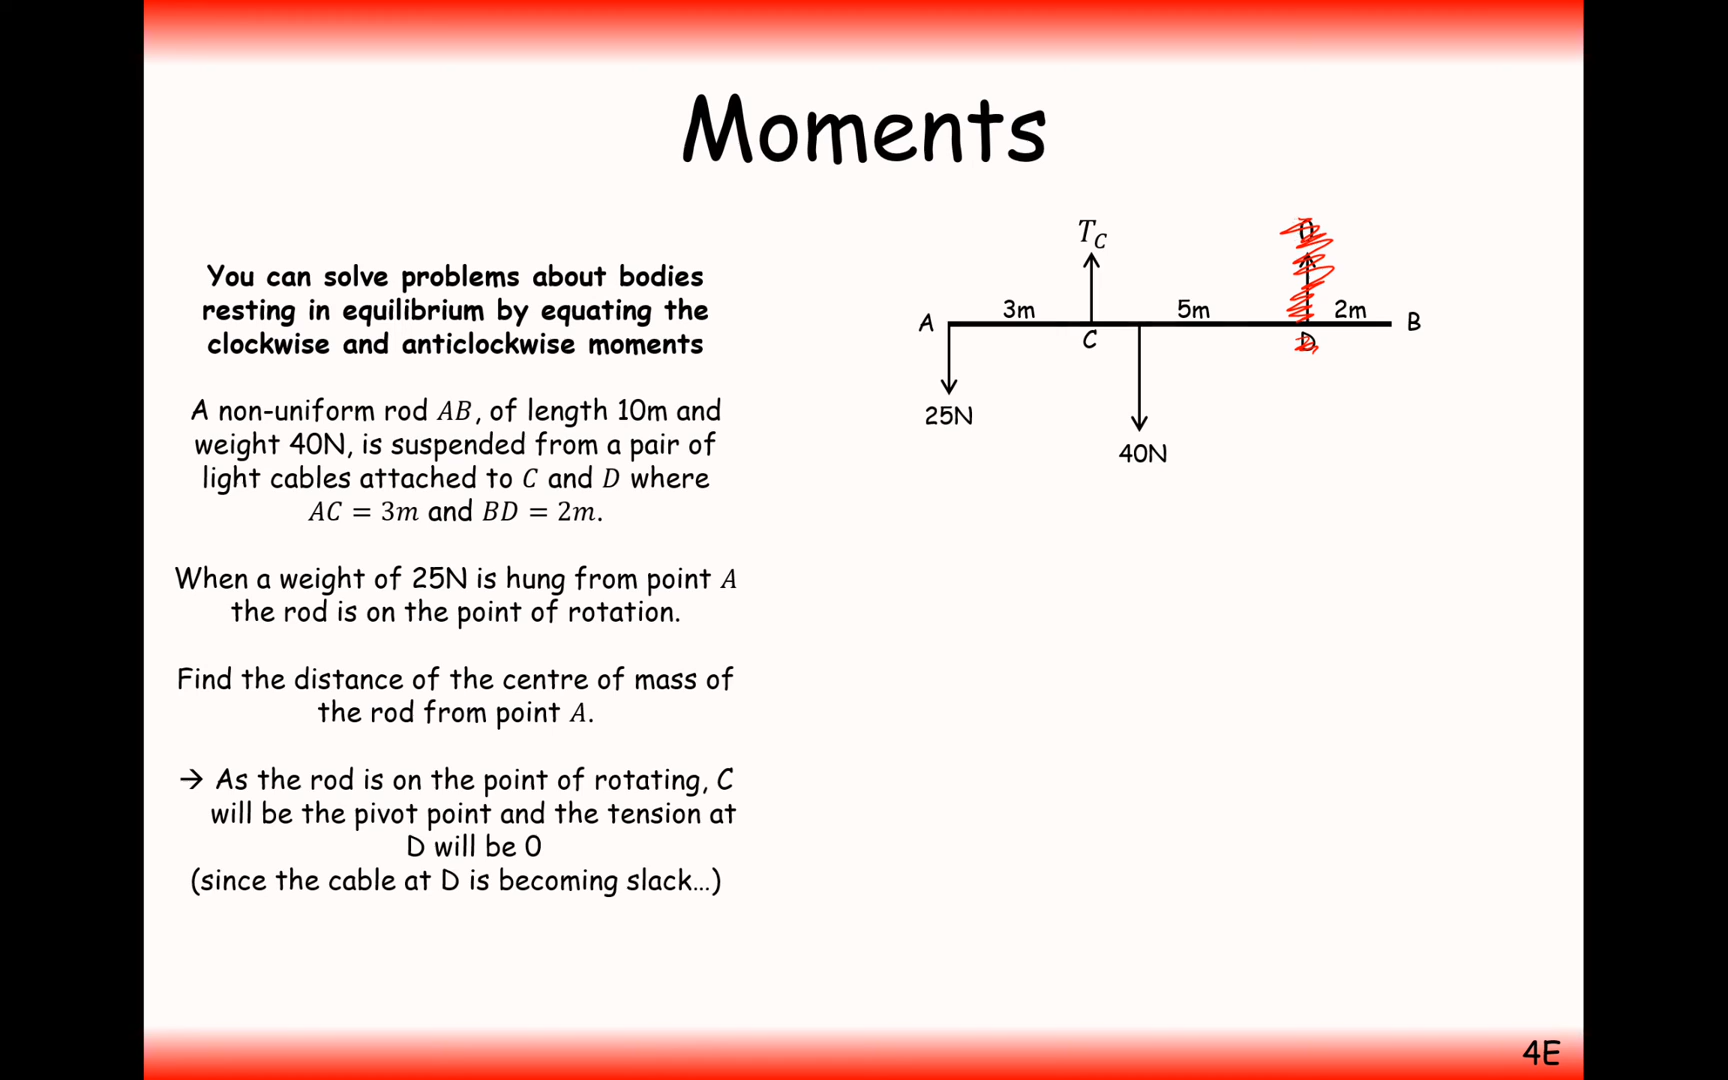 Moments
You can solve problems about bodies
resting in equilibrium by equating the
clockwise and anticlockwise moments
A non-uniform rod AB, of length 10m and
weight 40N, is suspended from a pair of
light cables attached to C and D where
AC = 3m and BD = 2m.
When a weight of 25N is hung from point A
the rod is on the point of rotation.
Find the distance of the centre of mass of
the rod from point A.
→ As the rod is on the point of rotating, C
will be the pivot point and the tension at
D will be 0
(since the cable at D is becoming slack…)
T_C
0
3m 5m 2m
A B
C D
25N
40N
4E